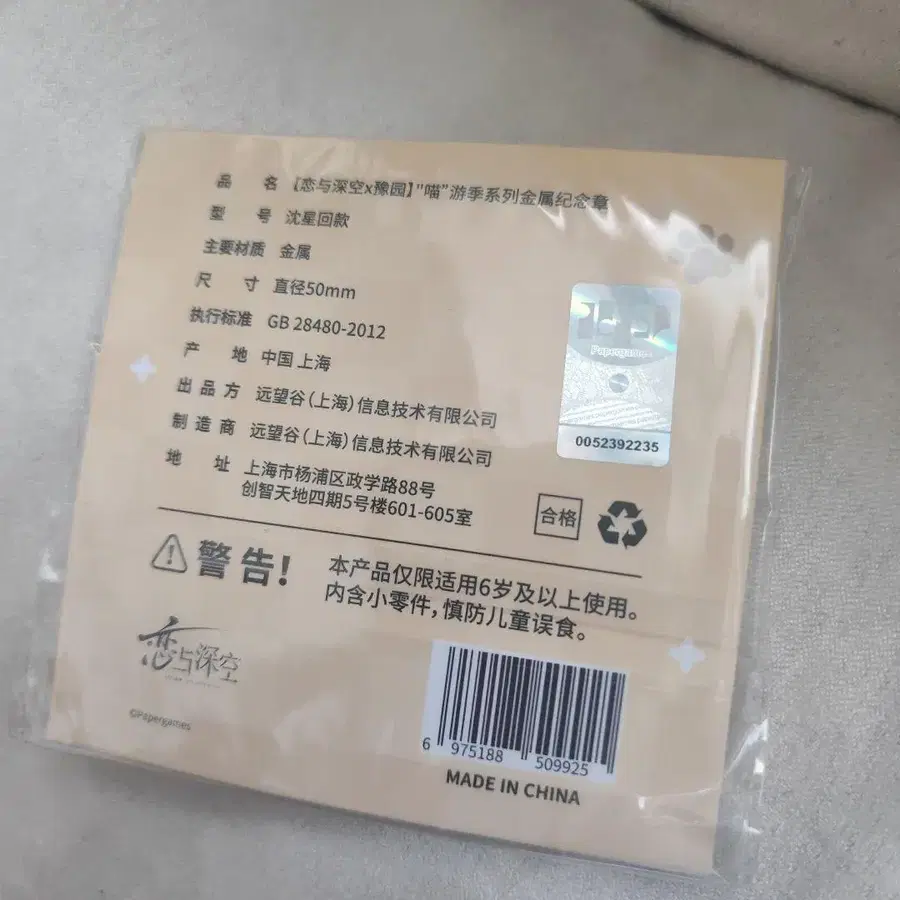 品 名 【恋与深空x豫园】"喵"游季系列金属纪念章
型 号 沈星回款
主要材质 金属
尺 寸 直径50mm
执行标准 GB 28480-2012
产 地 中国 上海
出品方 远望谷(上海)信息技术有限公司
制造商 远望谷(上海)信息技术有限公司
地 址 上海市杨浦区政学路88号
创智天地四期5号楼601-605室
Papergames
0052392235
合格
警告!
本产品仅限适用6岁及以上使用。
内含小零件,慎防儿童误食。
恋与深空
©Papergames
6 975188 509925
MADE IN CHINA